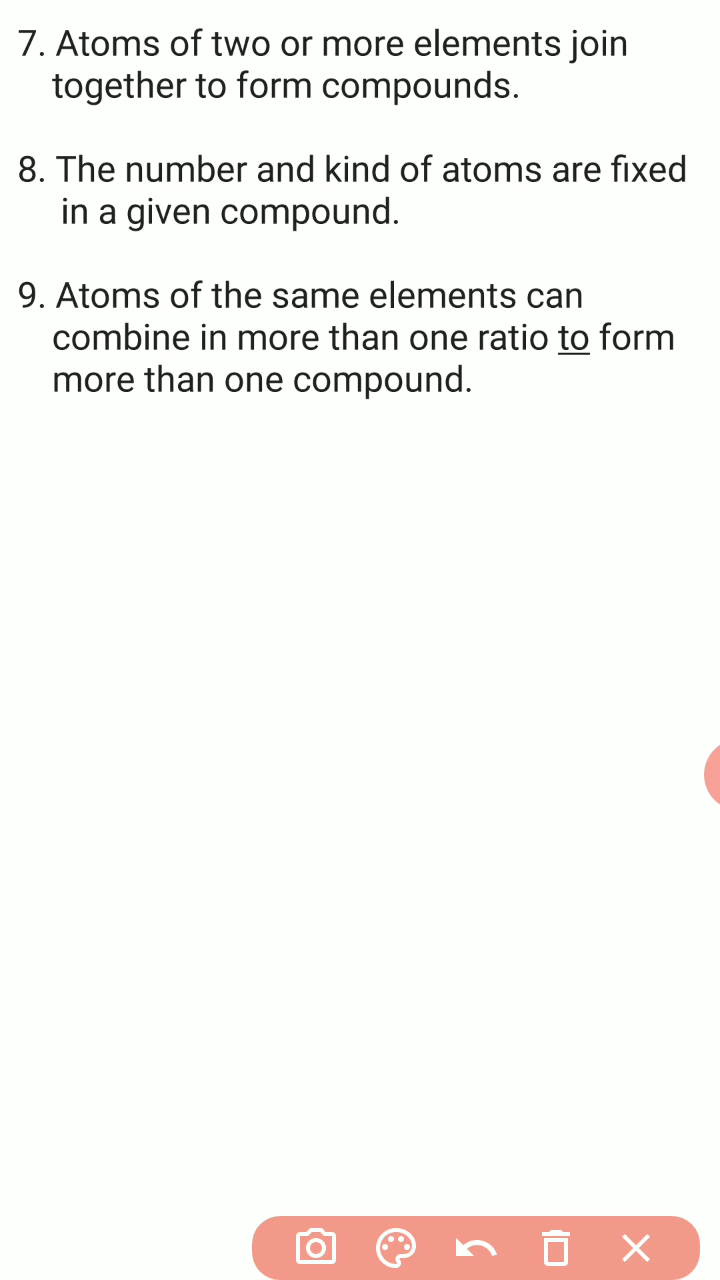 7. Atoms of two or more elements join
together to form compounds.
8. The number and kind of atoms are fixed
in a given compound.
9. Atoms of the same elements can
combine in more than one ratio to form
more than one compound.